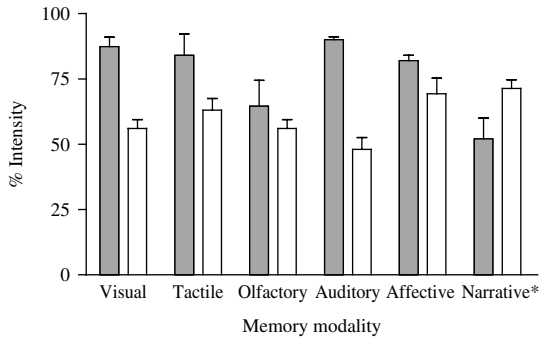 100
75
50
25
0
% Intensity
Visual Tactile Olfactory Auditory Affective Narrative*
Memory modality